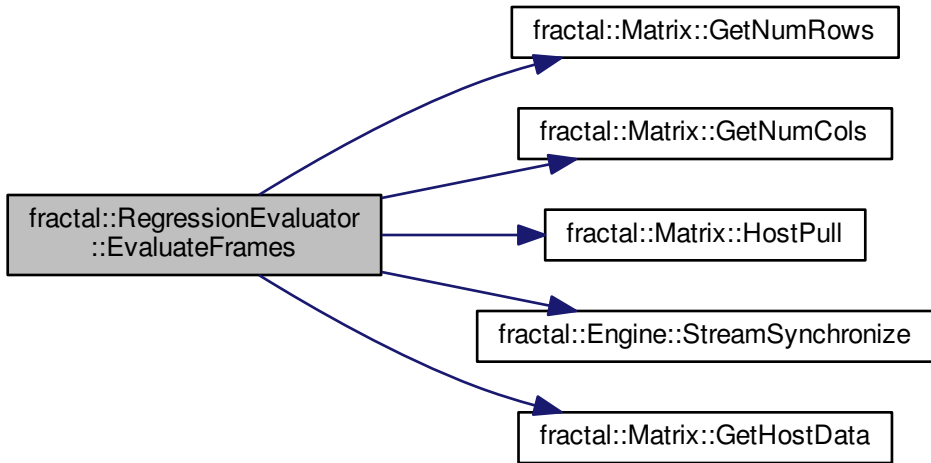 fractal::Matrix::GetNumRows
fractal::Matrix::GetNumCols
fractal::RegressionEvaluator
::EvaluateFrames
fractal::Matrix::HostPull
fractal::Engine::StreamSynchronize
fractal::Matrix::GetHostData